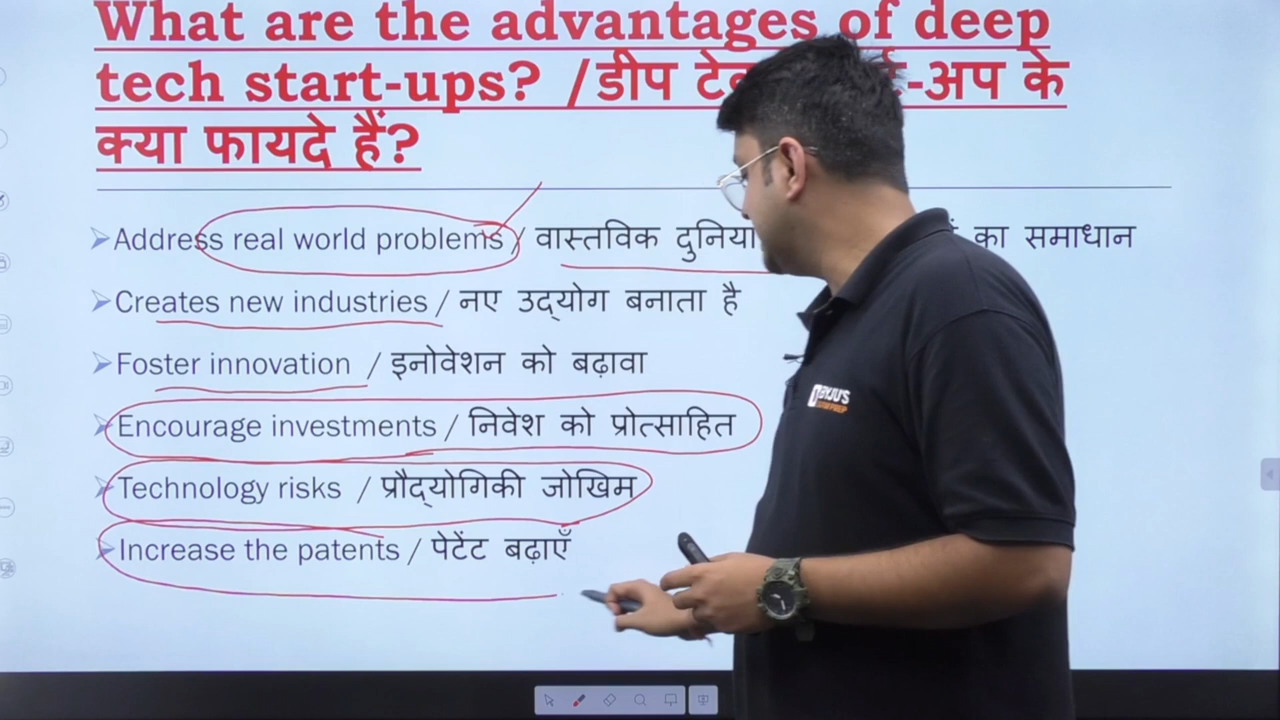 What are the advantages of deep
tech start-ups? /डीप -अप के
क्या फायदे हैं?
Address real world problems / वास्तविक दुनिया का समाधान
Creates new industries / नए उद्योग बनाता है
Foster innovation / इनोवेशन को बढ़ावा
Encourage investments / निवेश को प्रोत्साहित
Technology risks / प्रौद्योगिकी जोखिम
Increase the patents / पेटेंट बढ़ाएँ
BYJU'S